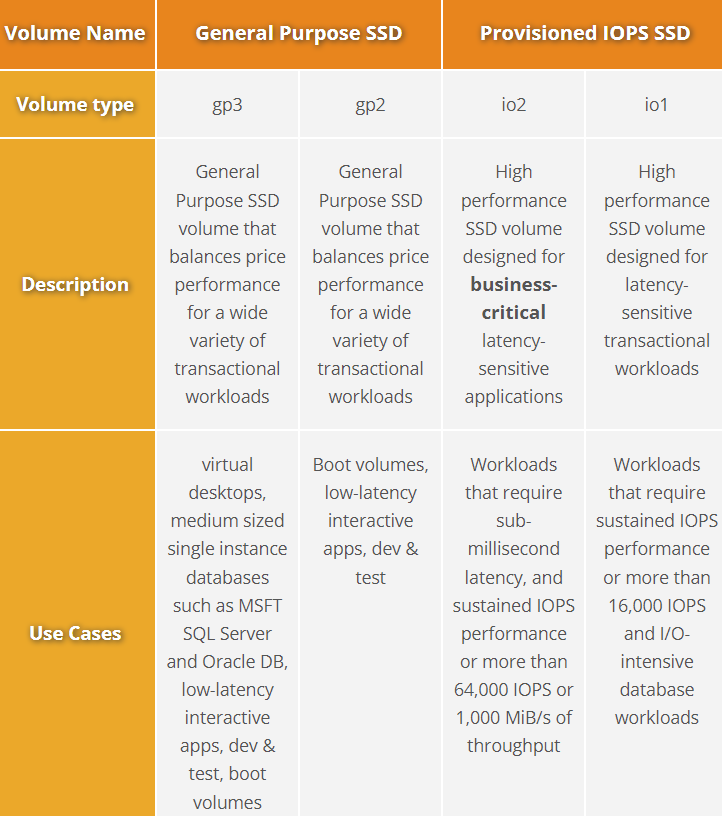 Volume Name
General Purpose SSD
Provisioned IOPS SSD
Volume type
gp3
gp2
io2
io1
Description
General
Purpose SSD
volume that
balances price
performance
for a wide
variety of
transactional
workloads
General
Purpose SSD
volume that
balances price
performance
for a wide
variety of
transactional
workloads
High
performance
SSD volume
designed for
business-
critical
latency-
sensitive
applications
High
performance
SSD volume
designed for
latency-
sensitive
transactional
workloads
Use Cases
virtual
desktops,
medium sized
single instance
databases
such as MSFT
SQL Server
and Oracle DB,
low-latency
interactive
apps, dev &
test, boot
volumes
Boot volumes,
low-latency
interactive
apps, dev &
test
Workloads
that require
sub-
millisecond
latency, and
sustained IOPS
performance
or more than
64,000 IOPS or
1,000 MiB/s of
throughput
Workloads
that require
sustained IOPS
performance
or more than
16,000 IOPS
and I/O-
intensive
database
workloads